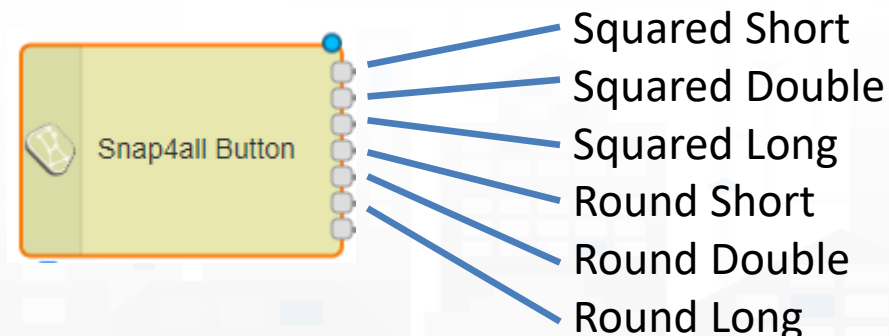 Squared Short
Squared Double
Snap4all Button
Squared Long
Round Short
Round Double
Round Long